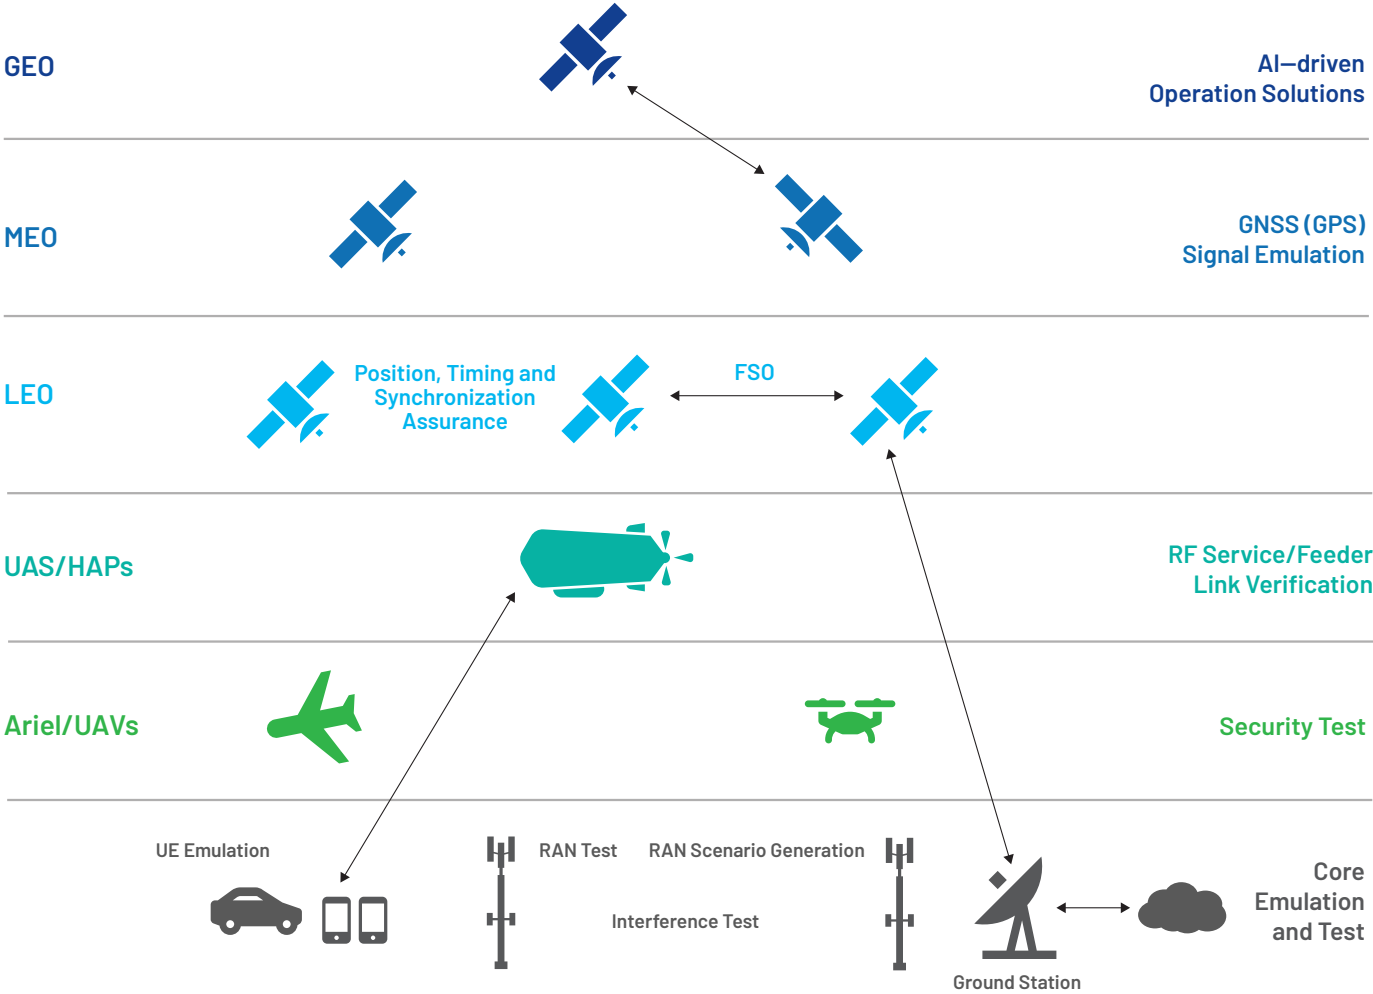 GEO
AI–driven
Operation Solutions
MEO
GNSS (GPS)
Signal Emulation
LEO
Position, Timing and
Synchronization
Assurance
FSO
UAS/HAPs
RF Service/Feeder
Link Verification
Ariel/UAVs
Security Test
UE Emulation
RAN Test
RAN Scenario Generation
Interference Test
Core
Emulation
and Test
Ground Station